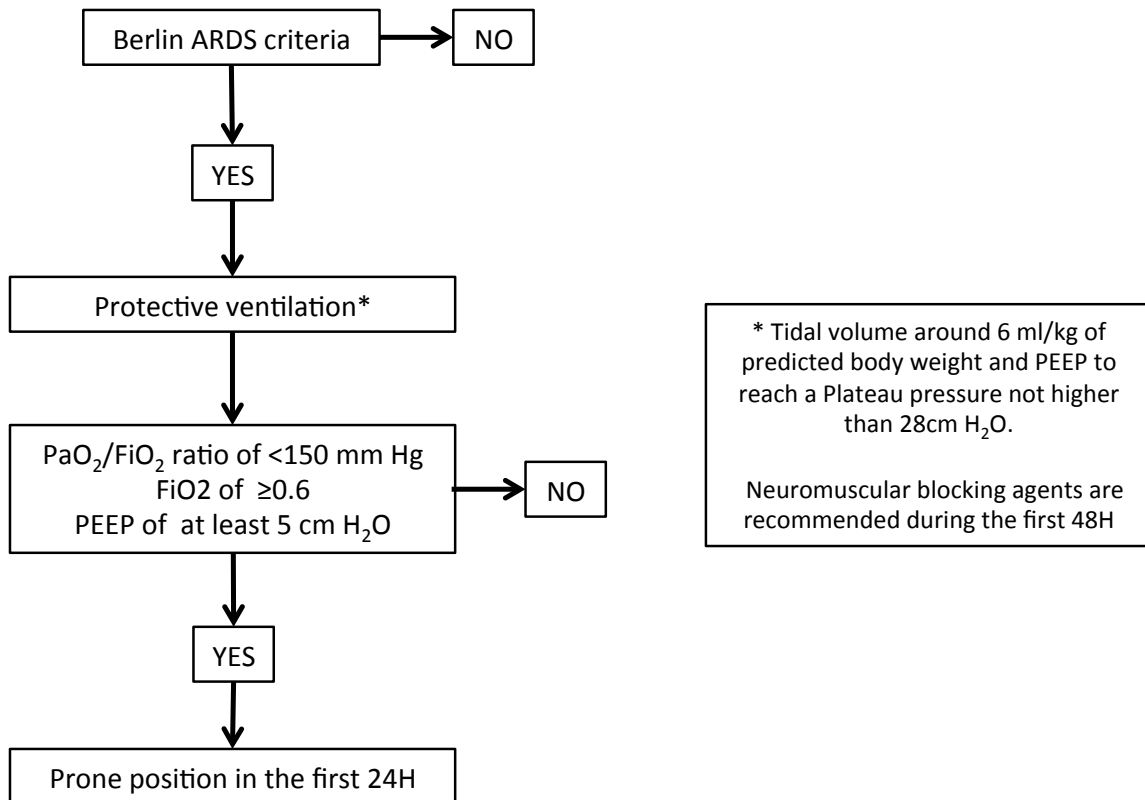 Berlin ARDS criteria
NO
YES
Protective ventilation*
PaO₂/FiO₂ ratio of <150 mm Hg
FiO2 of ≥0.6
PEEP of at least 5 cm H₂O
NO
YES
Prone position in the first 24H
* Tidal volume around 6 ml/kg of
predicted body weight and PEEP to
reach a Plateau pressure not higher
than 28cm H₂O.
Neuromuscular blocking agents are
recommended during the first 48H